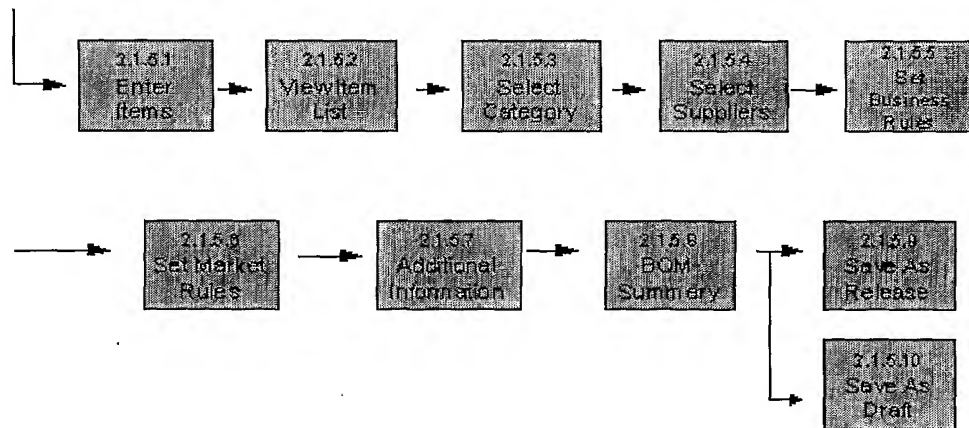 2.1.5.1
Enter
Items
2.1.5.2
View Item
List
2.1.5.3
Select
Category
2.1.5.4
Select
Suppliers
2.1.5.5
Set
Business
Rules
2.1.5.6
Set Market
Rules
2.1.5.7
Additional
Information
2.1.5.8
BOM
Summery
2.1.5.9
Save As
Release
2.1.5.10
Save As
Draft